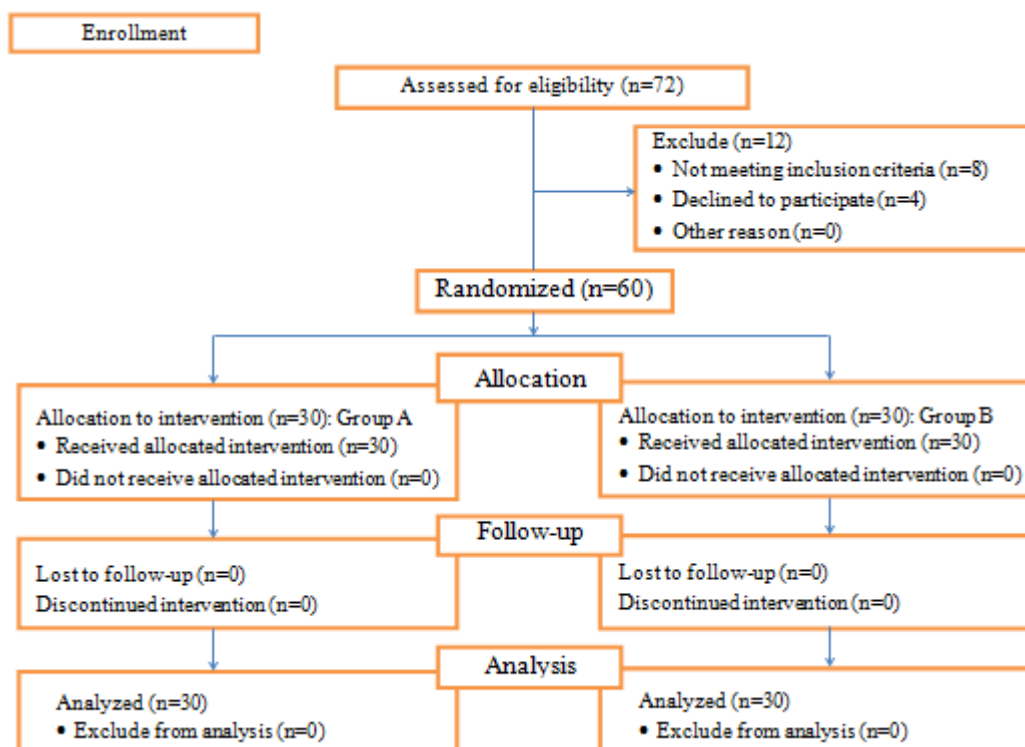 Enrollment
Assessed for eligibility (n=72)
Exclude (n=12)
• Not meeting inclusion criteria (n=8)
• Declined to participate (n=4)
• Other reason (n=0)
Randomized (n=60)
Allocation
Allocation to intervention (n=30): Group A
• Received allocated intervention (n=30)
• Did not receive allocated intervention (n=0)
Allocation to intervention (n=30): Group B
• Received allocated intervention (n=30)
• Did not receive allocated intervention (n=0)
Follow-up
Lost to follow-up (n=0)
Discontinued intervention (n=0)
Lost to follow-up (n=0)
Discontinued intervention (n=0)
Analysis
Analyzed (n=30)
• Exclude from analysis (n=0)
Analyzed (n=30)
• Exclude from analysis (n=0)